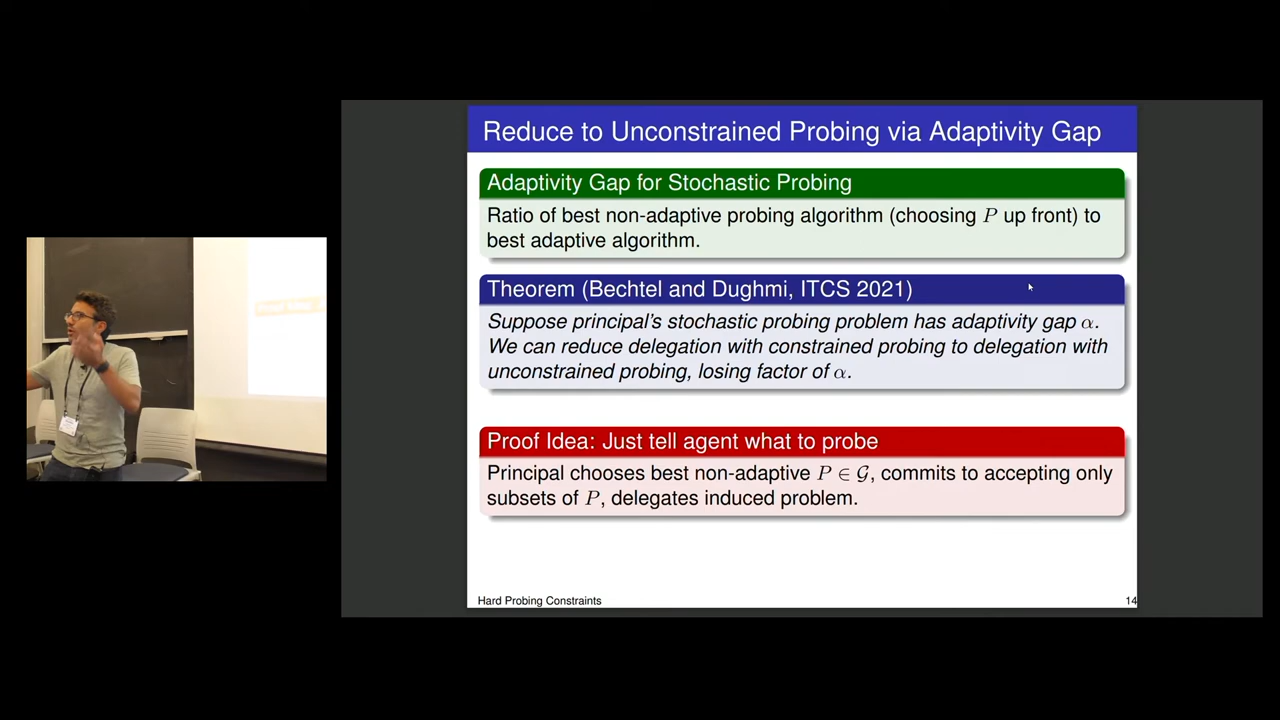 Reduce to Unconstrained Probing via Adaptivity Gap
Adaptivity Gap for Stochastic Probing
Ratio of best non-adaptive probing algorithm (choosing P up front) to
best adaptive algorithm.
Theorem (Bechtel and Dughmi, ITCS 2021)
Suppose principal's stochastic probing problem has adaptivity gap α.
We can reduce delegation with constrained probing to delegation with
unconstrained probing, losing factor of α.
Proof Idea: Just tell agent what to probe
Principal chooses best non-adaptive P ∈ 𝒢, commits to accepting only
subsets of P, delegates induced problem.
Hard Probing Constraints
14